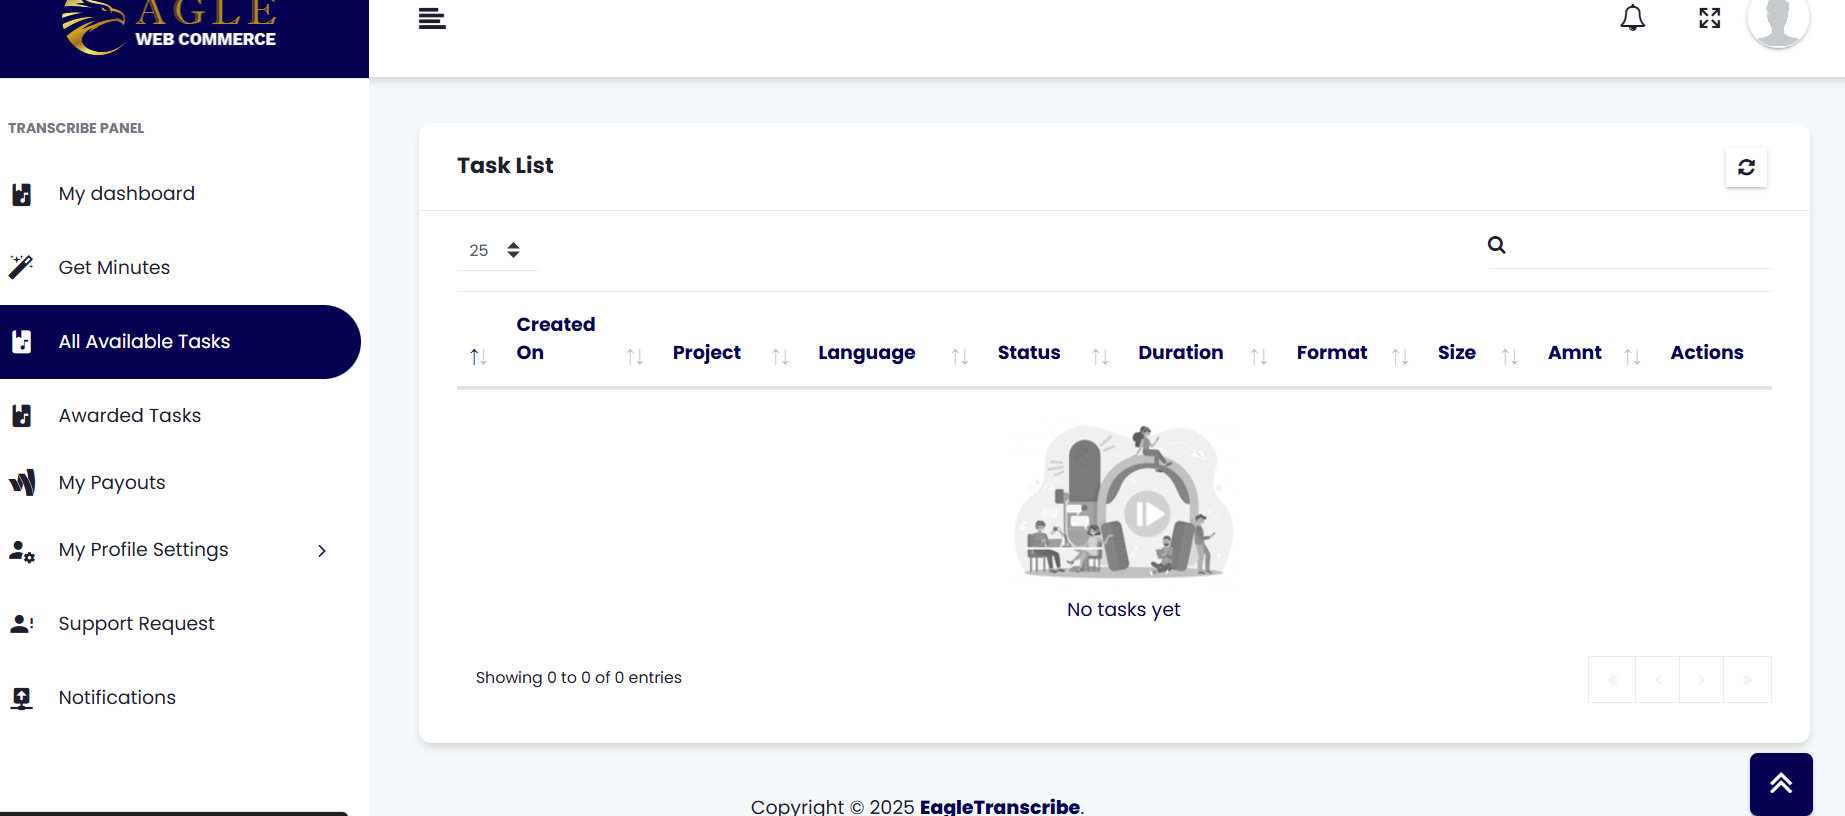 AGLE
WEB COMMERCE
TRANSCRIBE PANEL
My dashboard
Get Minutes
All Available Tasks
Awarded Tasks
My Payouts
My Profile Settings
Support Request
Notifications
Task List
25
Created On Project Language Status Duration Format Size Amnt Actions
No tasks yet
Showing 0 to 0 of 0 entries
« ‹ › »
Copyright © 2025 EagleTranscribe.